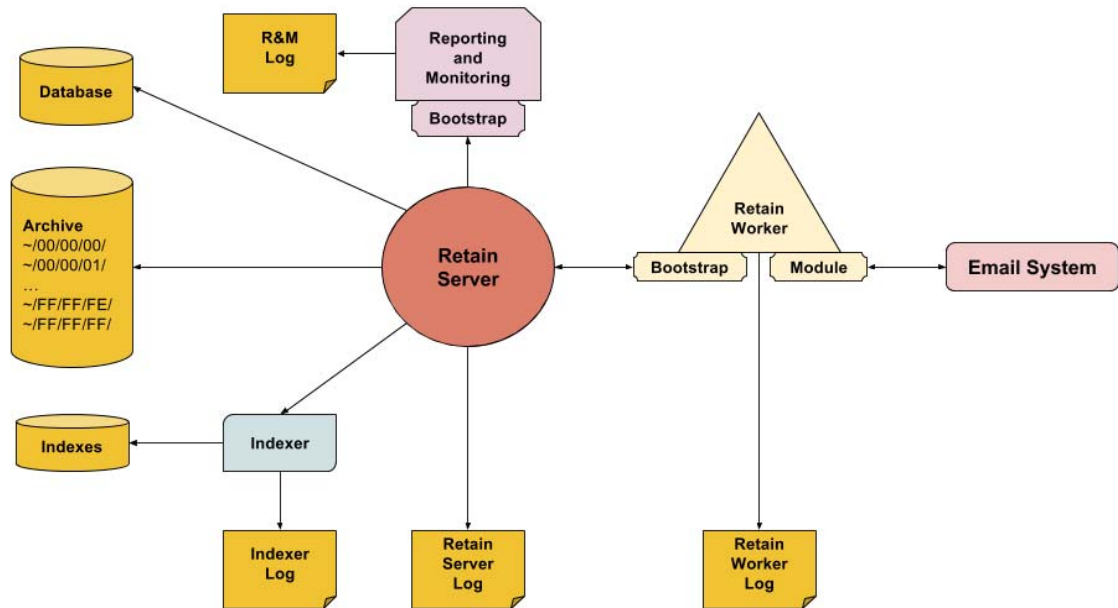 R&M
Log
Reporting
and
Monitoring
Bootstrap
Database
Archive
~/00/00/00/
~/00/00/01/
...
~/FF/FF/FE/
~/FF/FF/FF/
Retain
Server
Retain
Worker
Bootstrap
Module
Email System
Indexes
Indexer
Indexer
Log
Retain
Server
Log
Retain
Worker
Log